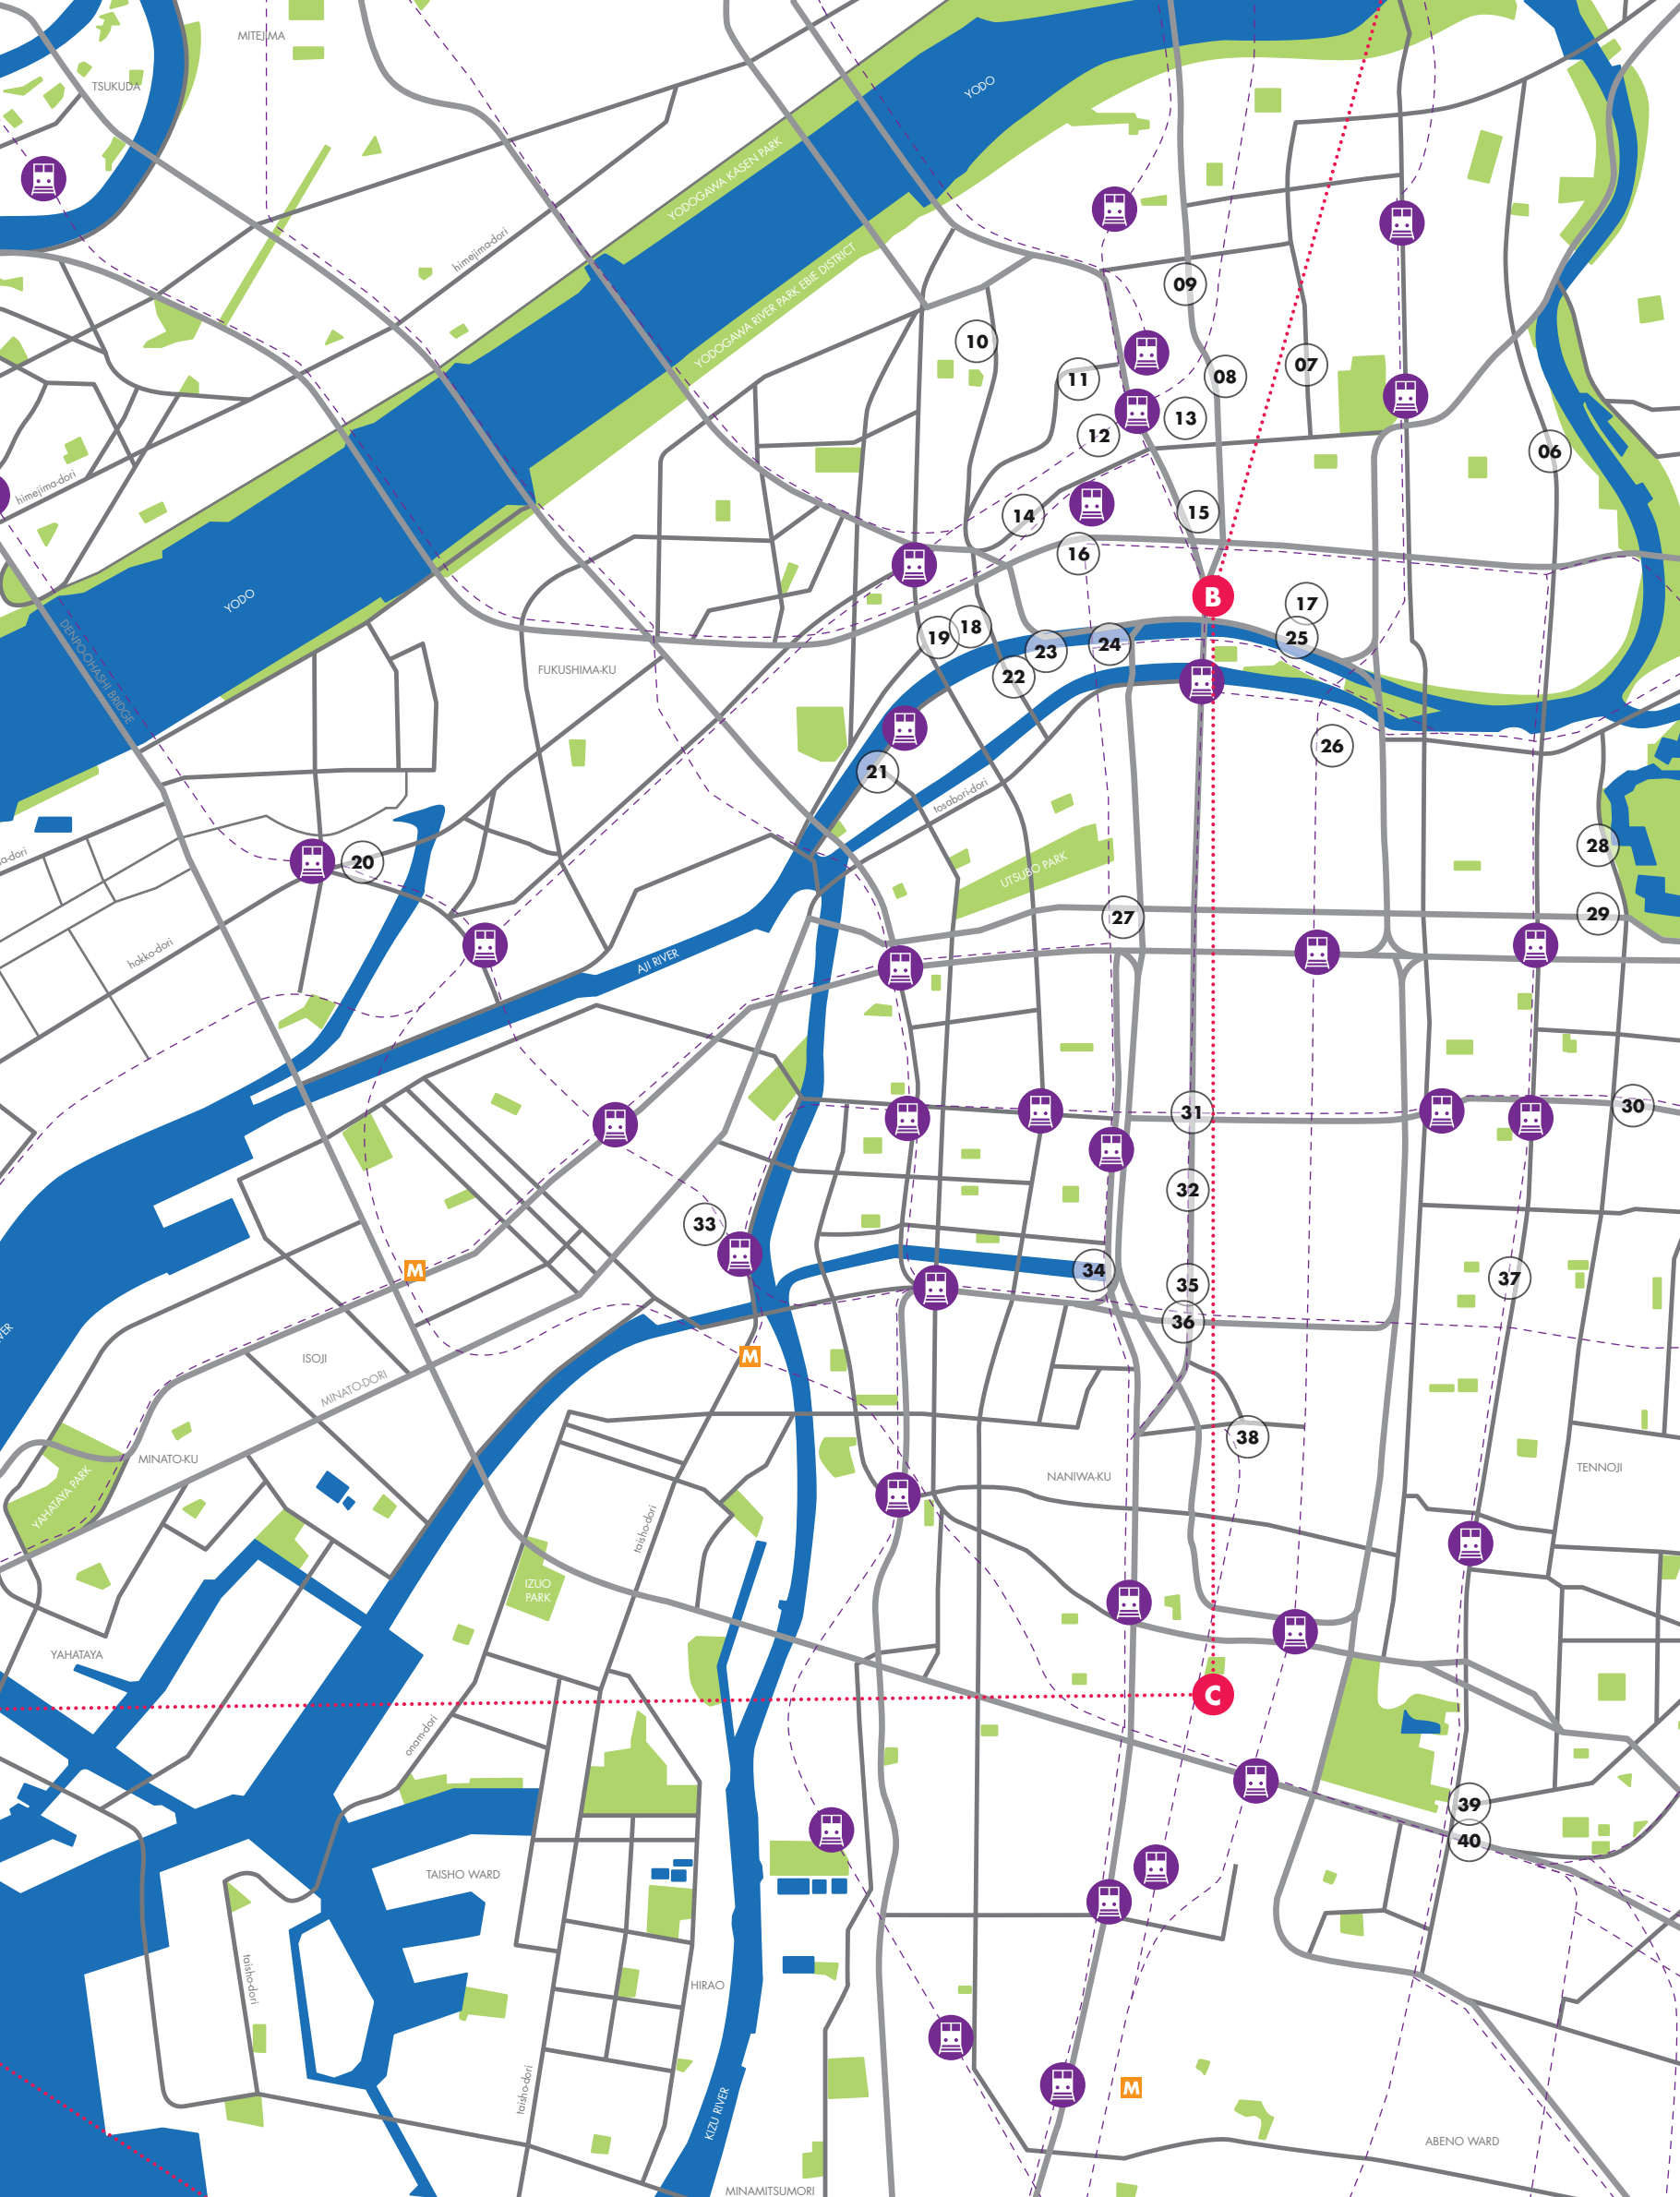 MITEJIMA
TSUKUDA
YODO
YODOGAWA KASEN PARK
himejima-dori
YODOGAWA RIVER PARK EBIE DISTRICT
09
10
11
08
07
13
12
06
himejima-dori
14
15
16
B
YODO
17
18
19
25
24
23
22
FUKUSHIMA-KU
DENPO-OHASHI BRIDGE
26
21
tosabori-dori
a-dori
20
28
UTSUBO PARK
27
29
hokko-dori
AJI RIVER
30
31
32
33
34
M
37
35
36
VER
M
ISOJI
MINATO-DORI
38
MINATO-KU
NANIWA-KU
TENNOJI
YAHATAYA PARK
taisho-dori
IZUO
PARK
YAHATAYA
C
onam-dori
39
40
TAISHO WARD
taisho-dori
HIRAO
taisho-dori
M
KIZU RIVER
ABENO WARD
MINAMITSUMORI